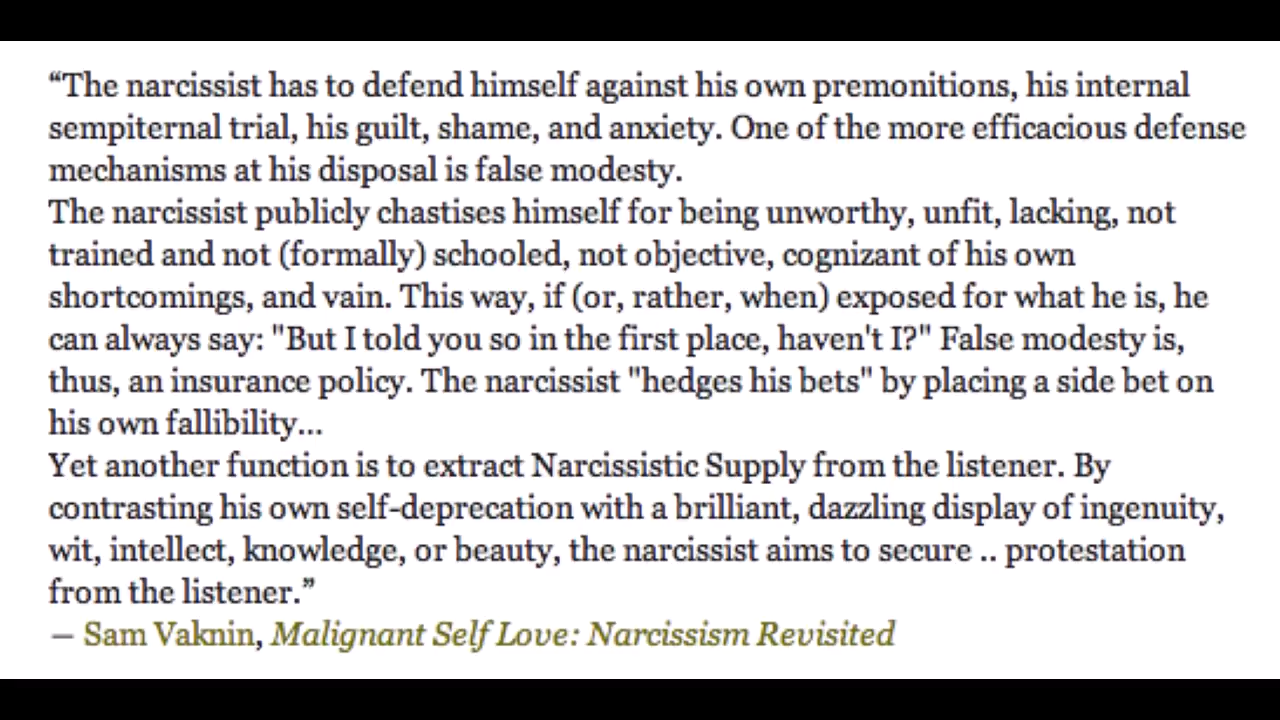 “The narcissist has to defend himself against his own premonitions, his internal
sempiternal trial, his guilt, shame, and anxiety. One of the more efficacious defense
mechanisms at his disposal is false modesty.
The narcissist publicly chastises himself for being unworthy, unfit, lacking, not
trained and not (formally) schooled, not objective, cognizant of his own
shortcomings, and vain. This way, if (or, rather, when) exposed for what he is, he
can always say: "But I told you so in the first place, haven't I?" False modesty is,
thus, an insurance policy. The narcissist "hedges his bets" by placing a side bet on
his own fallibility...
Yet another function is to extract Narcissistic Supply from the listener. By
contrasting his own self-deprecation with a brilliant, dazzling display of ingenuity,
wit, intellect, knowledge, or beauty, the narcissist aims to secure .. protestation
from the listener.”
― Sam Vaknin, Malignant Self Love: Narcissism Revisited